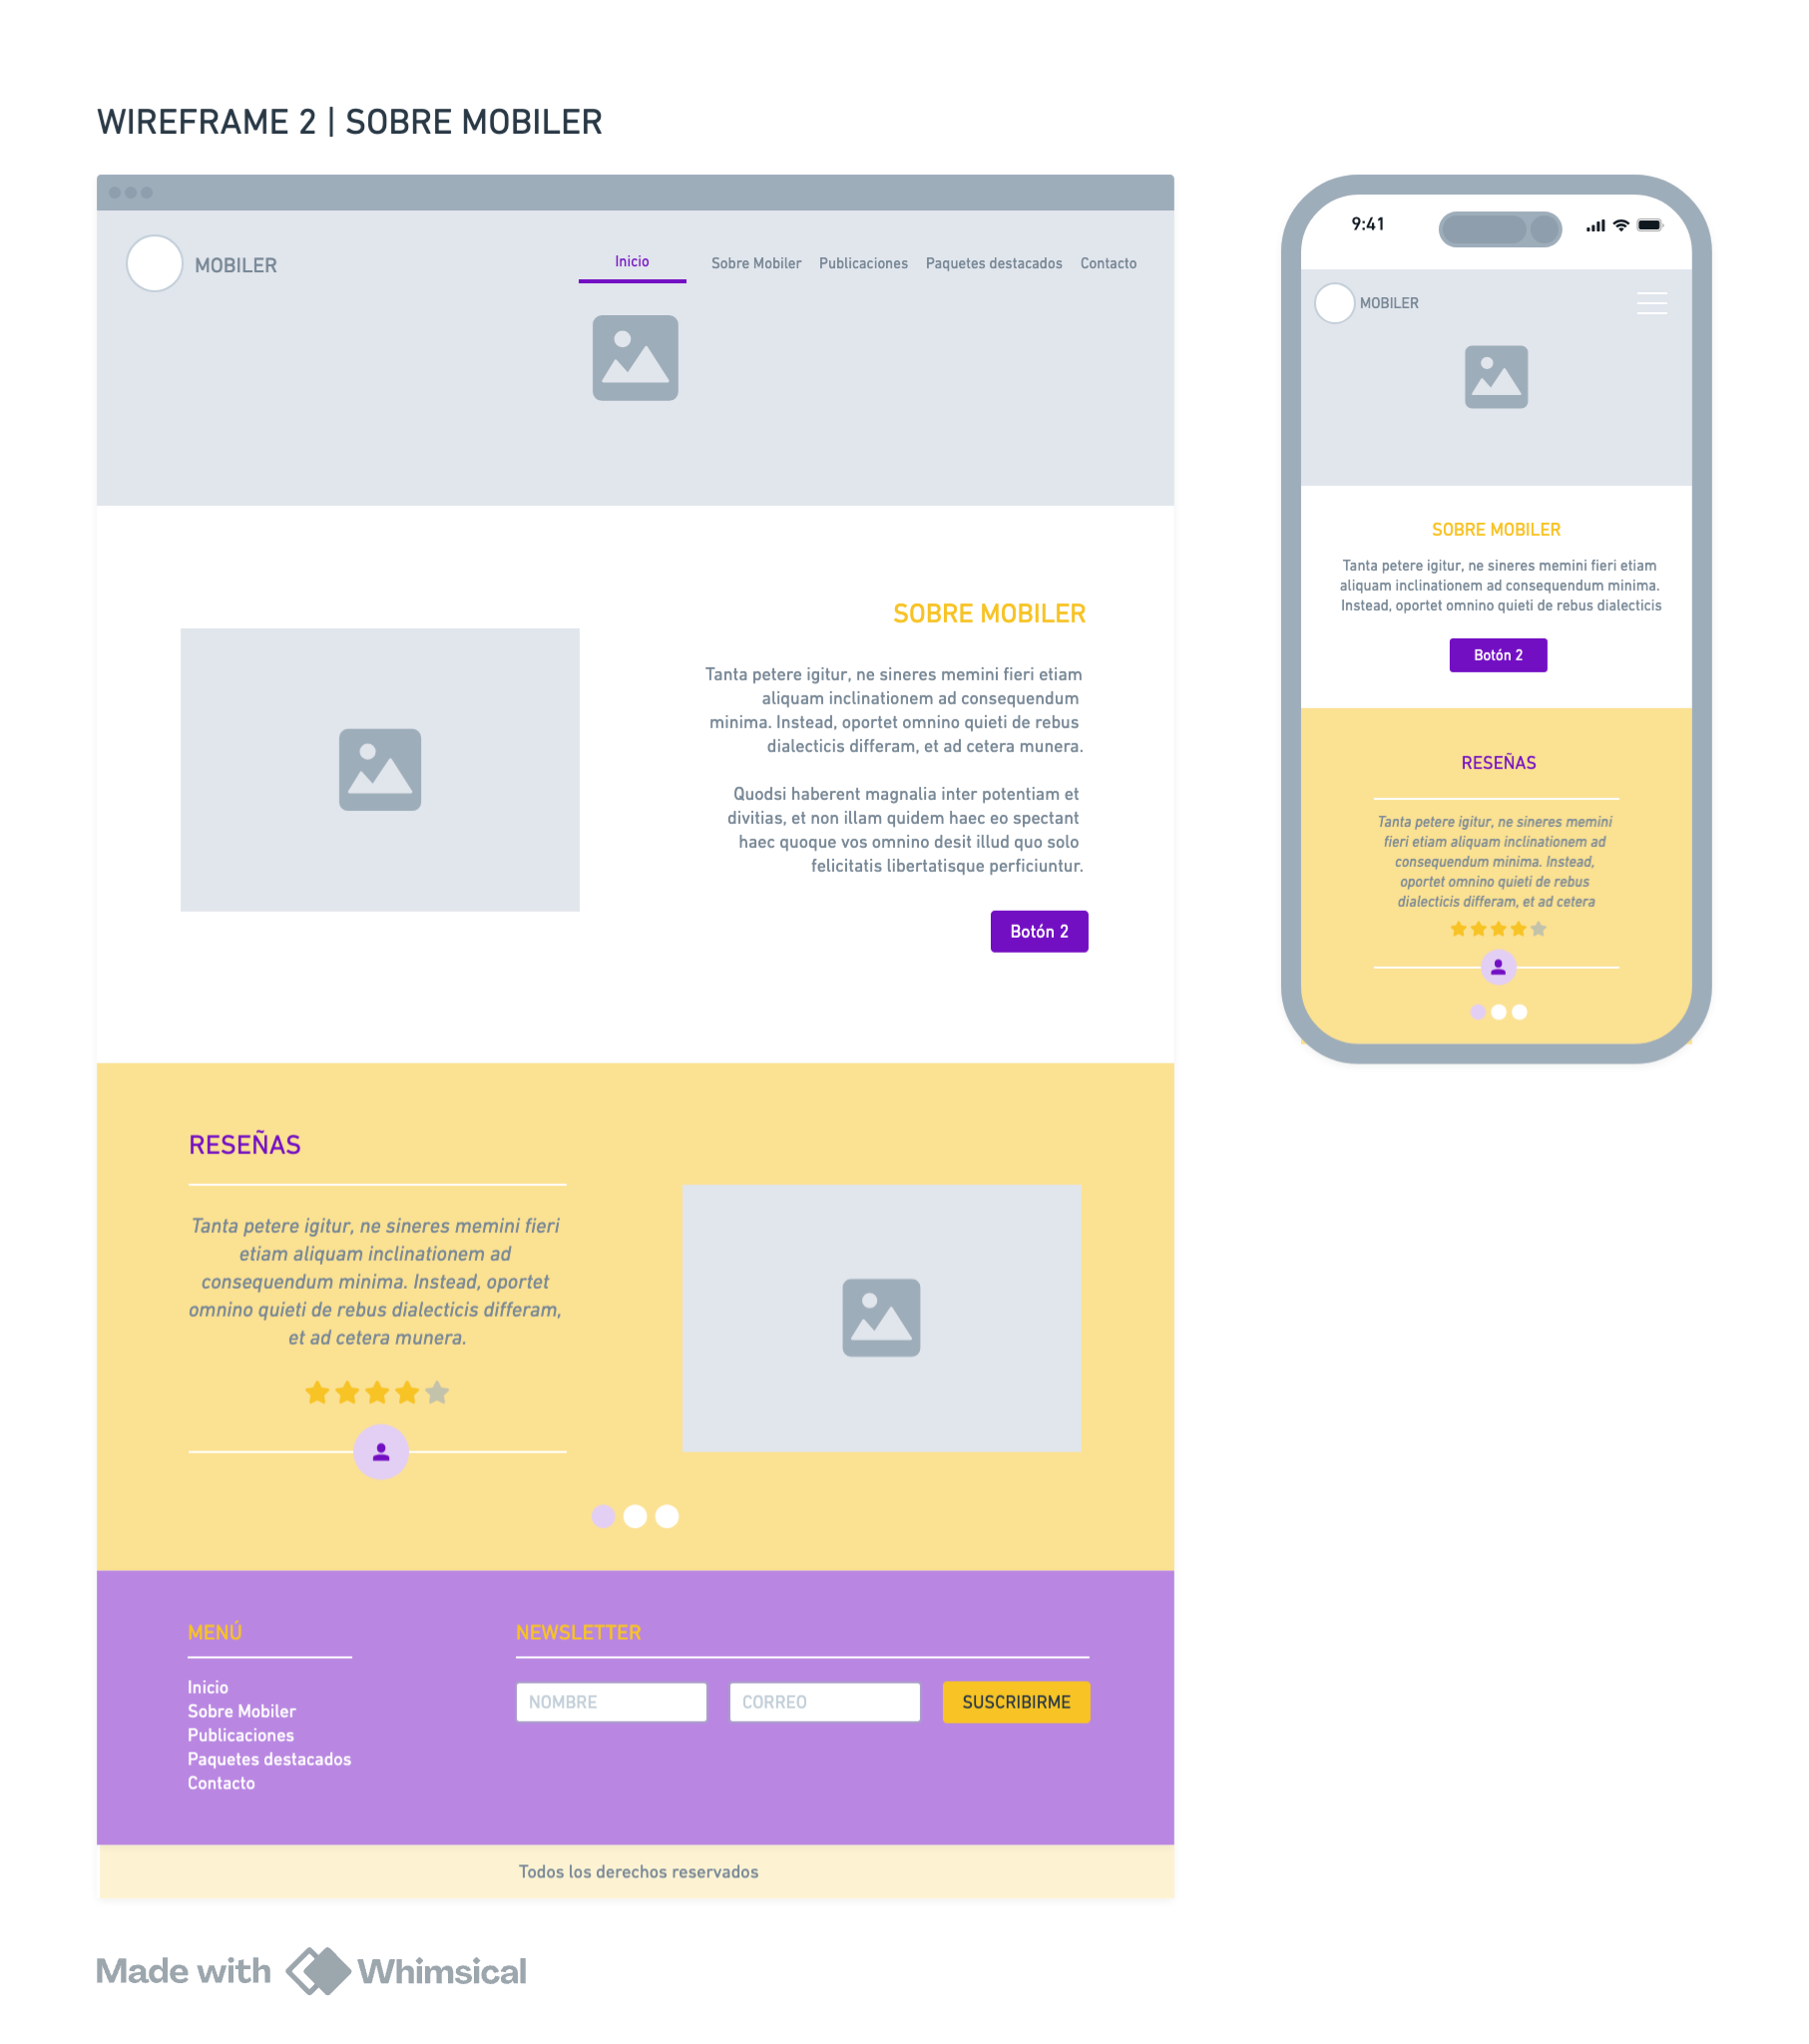 WIREFRAME 2 | SOBRE MOBILER
MOBILER
Inicio
Sobre Mobiler
Publicaciones
Paquetes destacados
Contacto
SOBRE MOBILER
Tanta petere igitur, ne sineres memini fieri etiam
aliquam inclinationem ad consequendum
minima. Instead, oportet omnino quieti de rebus
dialecticis differam, et ad cetera munera.
Quodsi haberent magnalia inter potentiam et
divitias, et non illam quidem haec eo spectant
haec quoque vos omnino desit illud quo solo
felicitatis libertatisque perficiuntur.
Botón 2
RESEÑAS
Tanta petere igitur, ne sineres memini fieri
etiam aliquam inclinationem ad
consequendum minima. Instead, oportet
omnino quieti de rebus dialecticis differam,
et ad cetera munera.
MENÚ
Inicio
Sobre Mobiler
Publicaciones
Paquetes destacados
Contacto
NEWSLETTER
NOMBRE
CORREO
SUSCRIBIRME
Todos los derechos reservados
9:41
MOBILER
SOBRE MOBILER
Tanta petere igitur, ne sineres memini fieri etiam
aliquam inclinationem ad consequendum minima.
Instead, oportet omnino quieti de rebus dialecticis
Botón 2
RESEÑAS
Tanta petere igitur, ne sineres memini
fieri etiam aliquam inclinationem ad
consequendum minima. Instead,
oportet omnino quieti de rebus
dialecticis differam, et ad cetera
Made with Whimsical